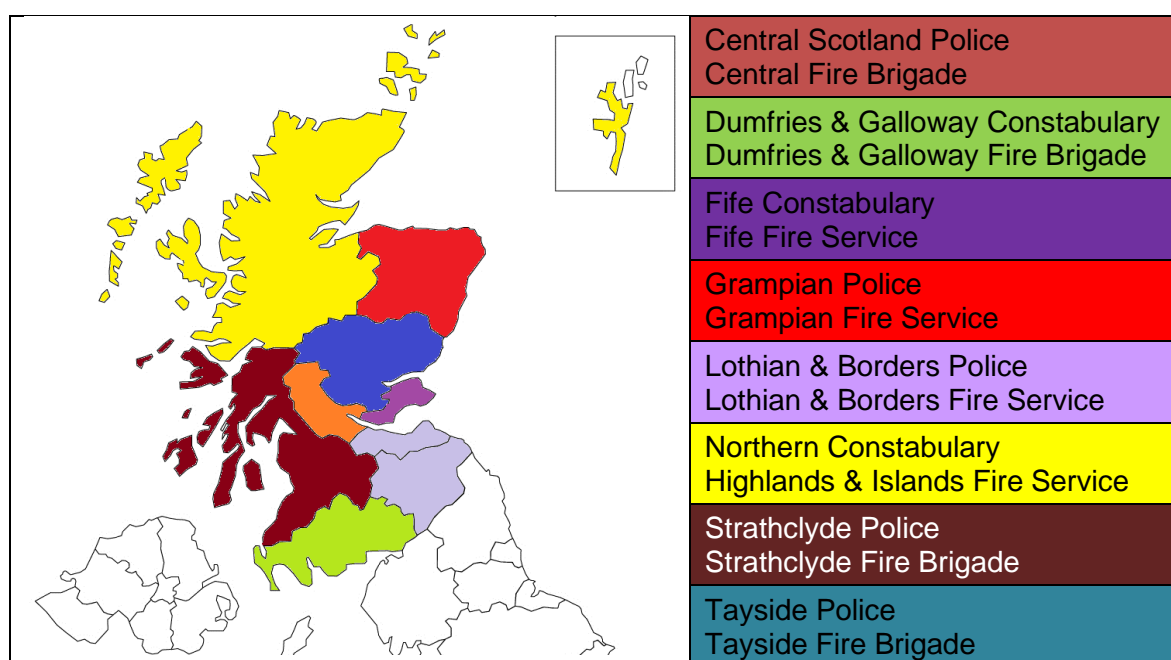 Central Scotland Police
Central Fire Brigade
Dumfries & Galloway Constabulary
Dumfries & Galloway Fire Brigade
Fife Constabulary
Fife Fire Service
Grampian Police
Grampian Fire Service
Lothian & Borders Police
Lothian & Borders Fire Service
Northern Constabulary
Highlands & Islands Fire Service
Strathclyde Police
Strathclyde Fire Brigade
Tayside Police
Tayside Fire Brigade